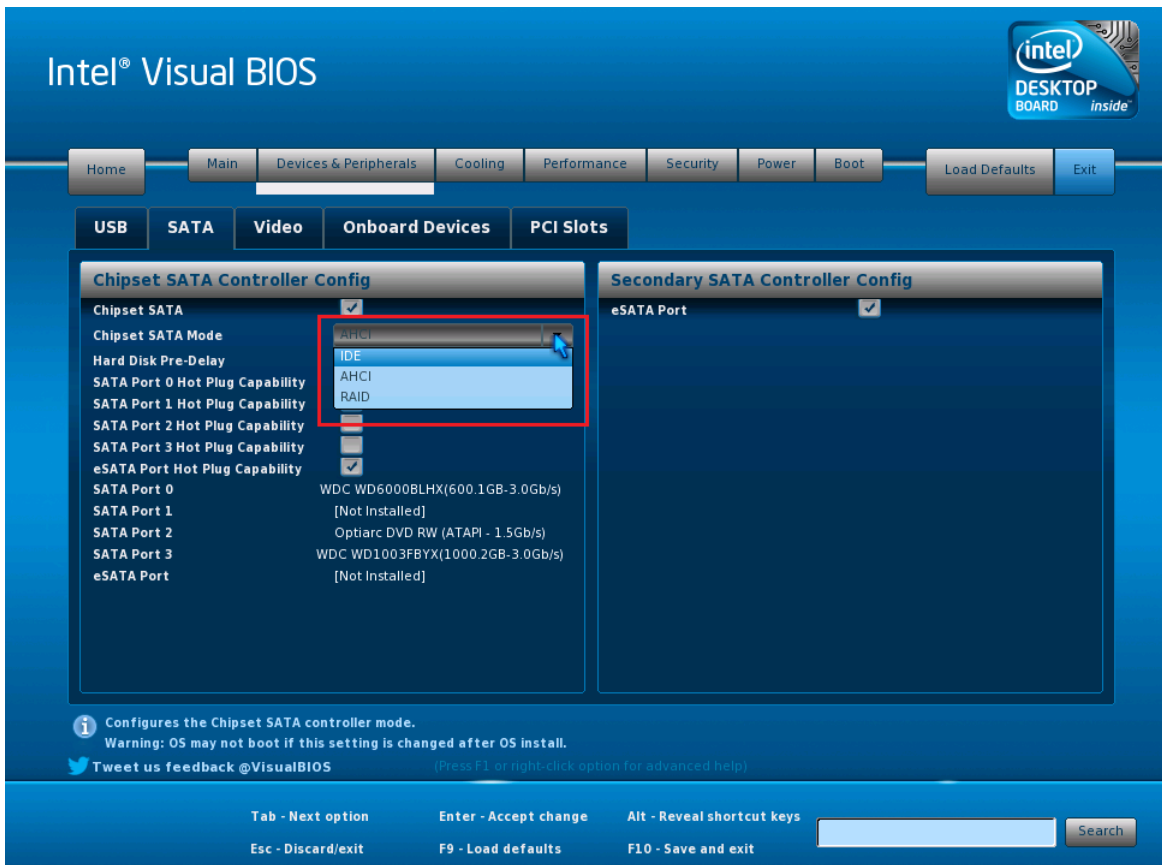 Intel® Visual BIOS
intel
DESKTOP
BOARD inside™
Home Main Devices & Peripherals Cooling Performance Security Power Boot Load Defaults Exit
USB SATA Video Onboard Devices PCI Slots
Chipset SATA Controller Config
Chipset SATA
Chipset SATA Mode AHCI
IDE
AHCI
RAID
Hard Disk Pre-Delay
SATA Port 0 Hot Plug Capability
SATA Port 1 Hot Plug Capability
SATA Port 2 Hot Plug Capability
SATA Port 3 Hot Plug Capability
eSATA Port Hot Plug Capability
SATA Port 0 WDC WD6000BLHX(600.1GB-3.0Gb/s)
SATA Port 1 [Not Installed]
SATA Port 2 Optiarc DVD RW (ATAPI - 1.5Gb/s)
SATA Port 3 WDC WD1003FBYX(1000.2GB-3.0Gb/s)
eSATA Port [Not Installed]
Secondary SATA Controller Config
eSATA Port
Configures the Chipset SATA controller mode.
Warning: OS may not boot if this setting is changed after OS install.
Tweet us feedback @VisualBIOS (Press F1 or right-click option for advanced help)
Tab - Next option Enter - Accept change Alt - Reveal shortcut keys
Esc - Discard/exit F9 - Load defaults F10 - Save and exit
Search